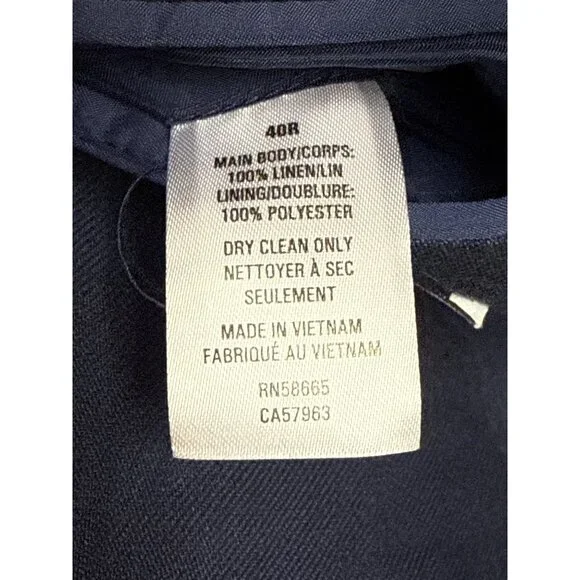 40R
MAIN BODY/CORPS:
100% LINEN/LIN
LINING/DOUBLURE:
100% POLYESTER
DRY CLEAN ONLY
NETTOYER À SEC
SEULEMENT
MADE IN VIETNAM
FABRIQUÉ AU VIETNAM
RN58665
CA57963